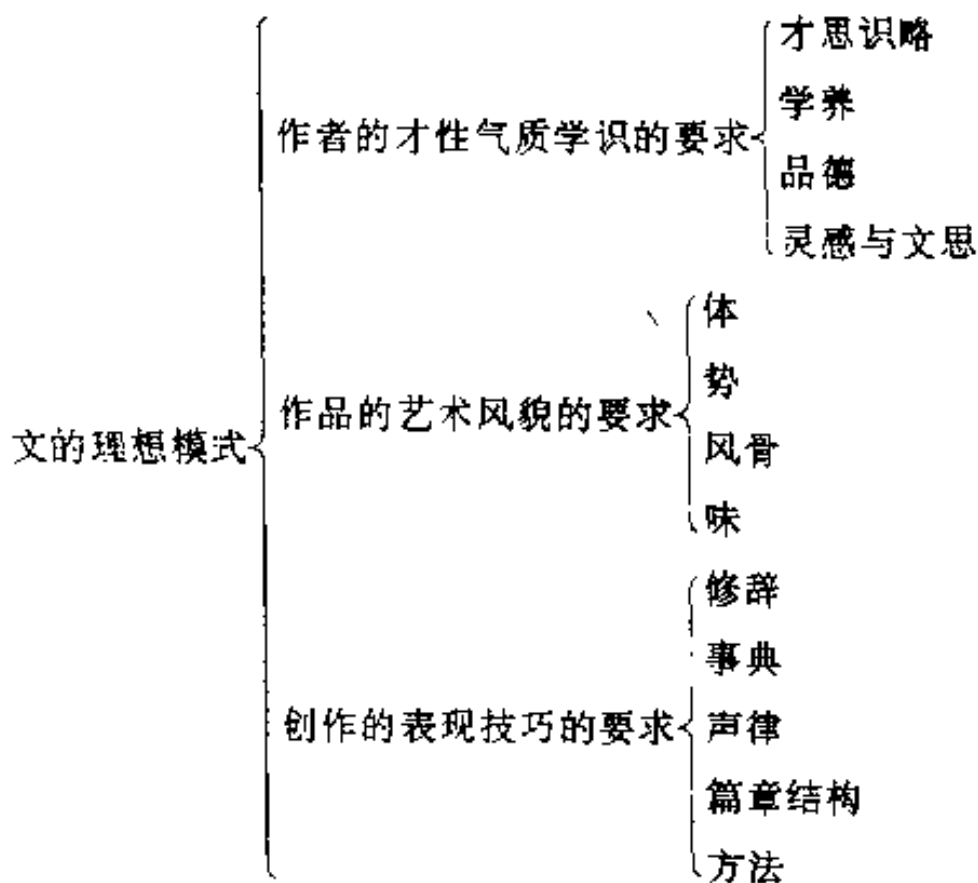 文的理想模式
作者的才性气质学识的要求
才思识略
学养
品德
灵感与文思
作品的艺术风貌的要求
体
势
风骨
味
创作的表现技巧的要求
修辞
事典
声律
篇章结构
方法